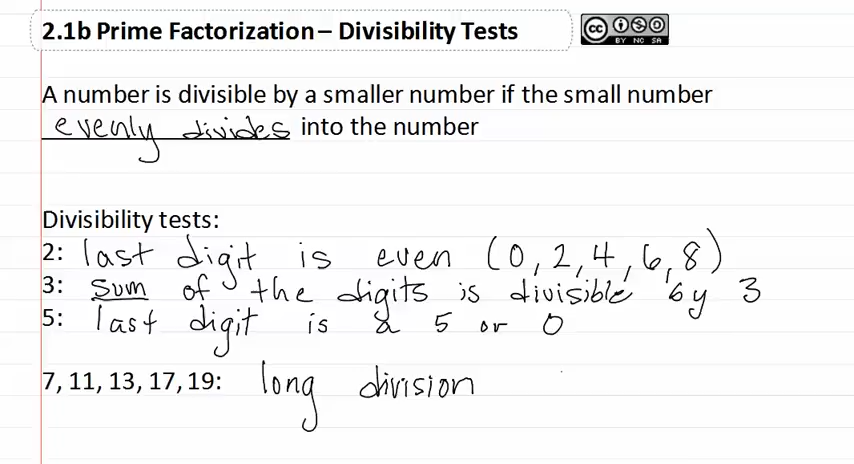 2.1b Prime Factorization – Divisibility Tests
cc BY NC SA
A number is divisible by a smaller number if the small number
evenly divides into the number
Divisibility tests:
2: last digit is even (0, 2, 4, 6, 8)
3: sum of the digits is divisible by 3
5: last digit is a 5 or 0
7, 11, 13, 17, 19: long division